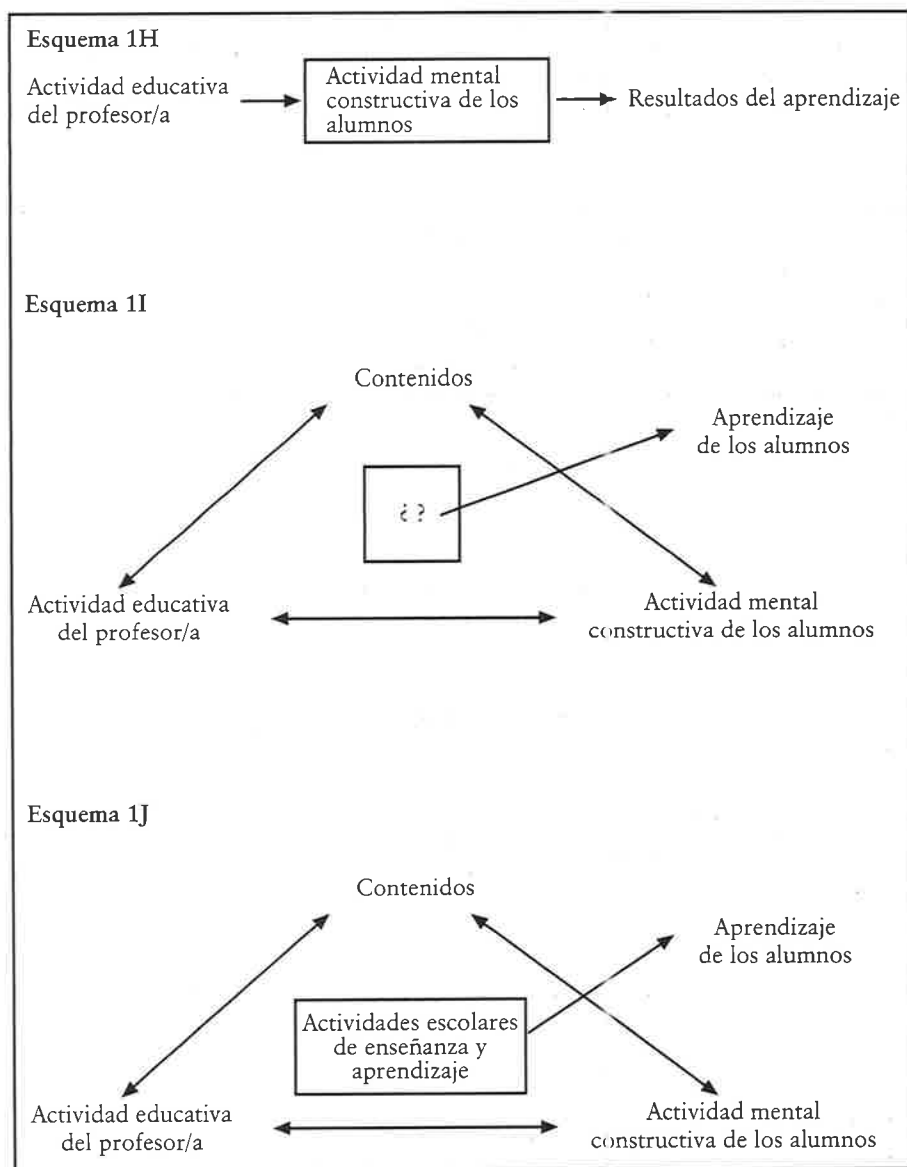 Esquema 1H
Actividad educativa
del profesor/a
Actividad mental
constructiva de los
alumnos
Resultados del aprendizaje
Esquema 1I
Contenidos
Aprendizaje
de los alumnos
¿ ?
Actividad educativa
del profesor/a
Actividad mental
constructiva de los alumnos
Esquema 1J
Contenidos
Aprendizaje
de los alumnos
Actividades escolares
de enseñanza y
aprendizaje
Actividad educativa
del profesor/a
Actividad mental
constructiva de los alumnos